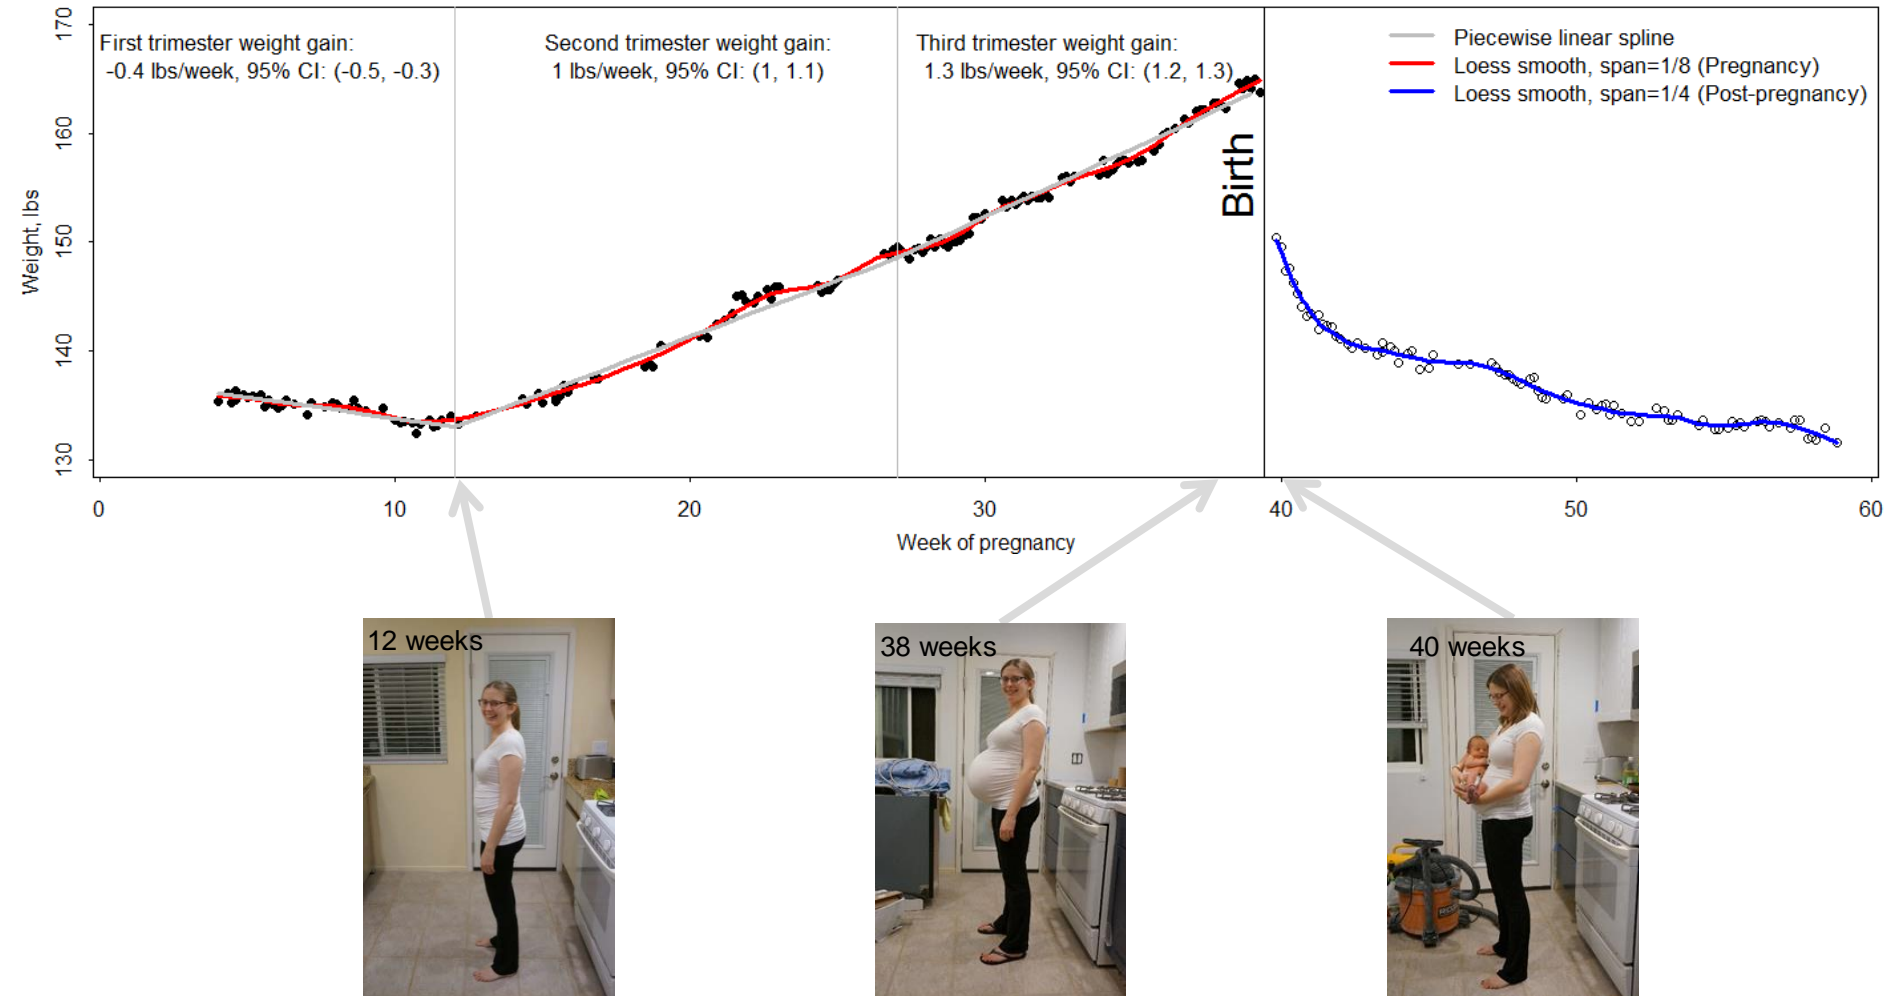 First trimester weight gain:
-0.4 lbs/week, 95% CI: (-0.5, -0.3)
Second trimester weight gain:
1 lbs/week, 95% CI: (1, 1.1)
Third trimester weight gain:
1.3 lbs/week, 95% CI: (1.2, 1.3)
Piecewise linear spline
Loess smooth, span=1/8 (Pregnancy)
Loess smooth, span=1/4 (Post-pregnancy)
Birth
Weight, lbs
170
160
150
140
130
0 10 20 30 40 50 60
Week of pregnancy
12 weeks
38 weeks
40 weeks